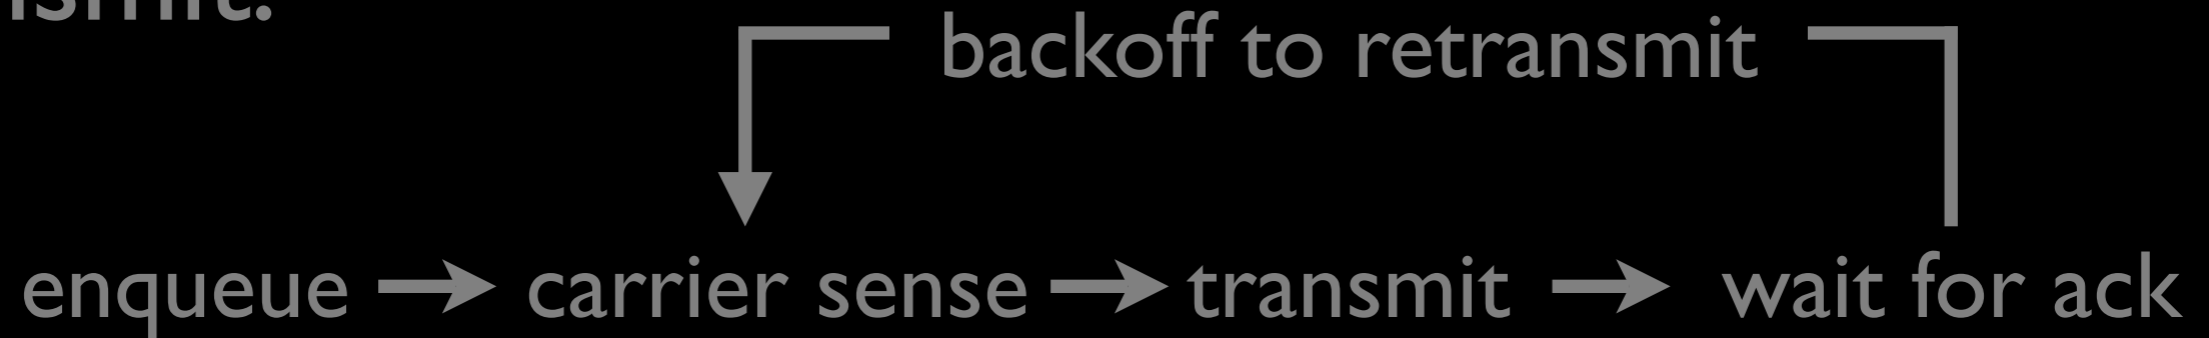 backoff to retransmit
enqueue carrier sense transmit wait for ack